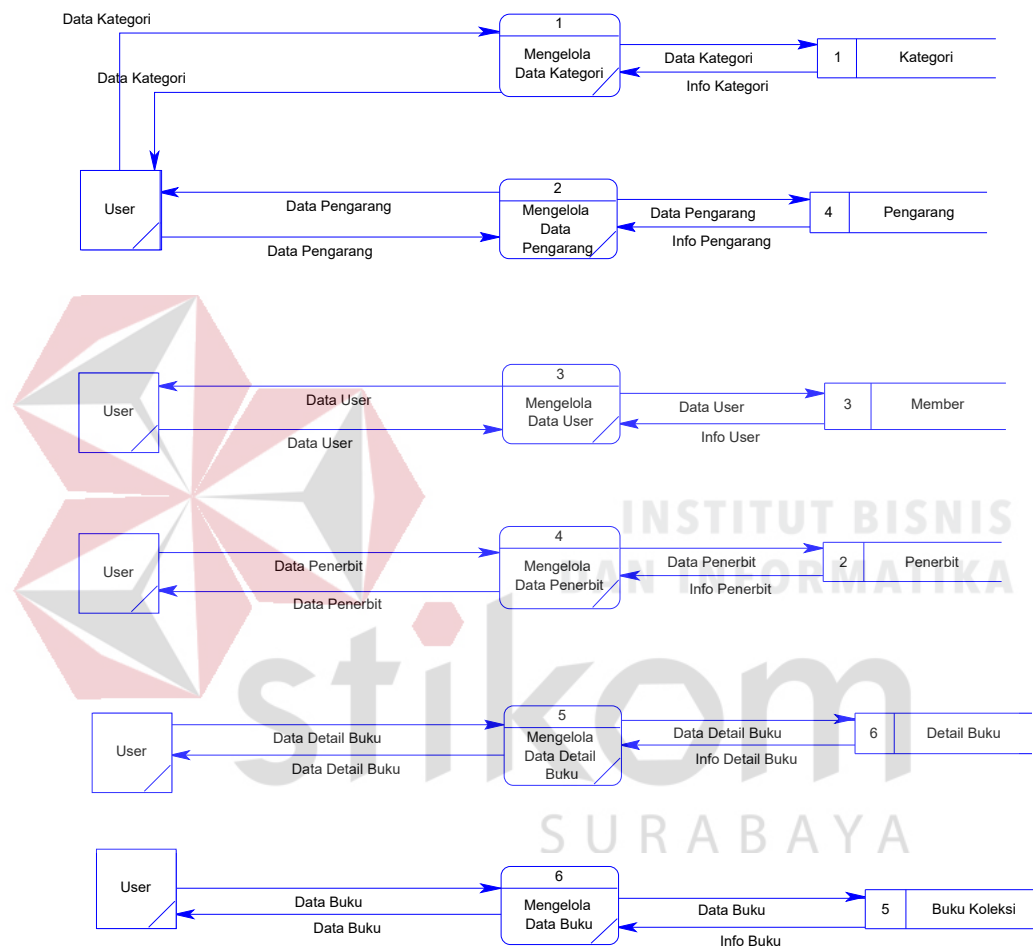 Data Kategori
1
Mengelola
Data Kategori
Data Kategori
1
Kategori
Data Kategori
Info Kategori
User
2
Mengelola
Data
Pengarang
Data Pengarang
Data Pengarang
Data Pengarang
4
Pengarang
Info Pengarang
User
3
Mengelola
Data User
Data User
Data User
Data User
3
Member
Info User
INSTITUT BISNIS
DAN INFORMATIKA
User
4
Mengelola
Data Penerbit
Data Penerbit
Data Penerbit
Data Penerbit
2
Penerbit
Info Penerbit
stikom
SURABAYA
User
5
Mengelola
Data Detail
Buku
Data Detail Buku
Data Detail Buku
Data Detail Buku
6
Detail Buku
Info Detail Buku
User
6
Mengelola
Data Buku
Data Buku
Data Buku
Data Buku
5
Buku Koleksi
Info Buku